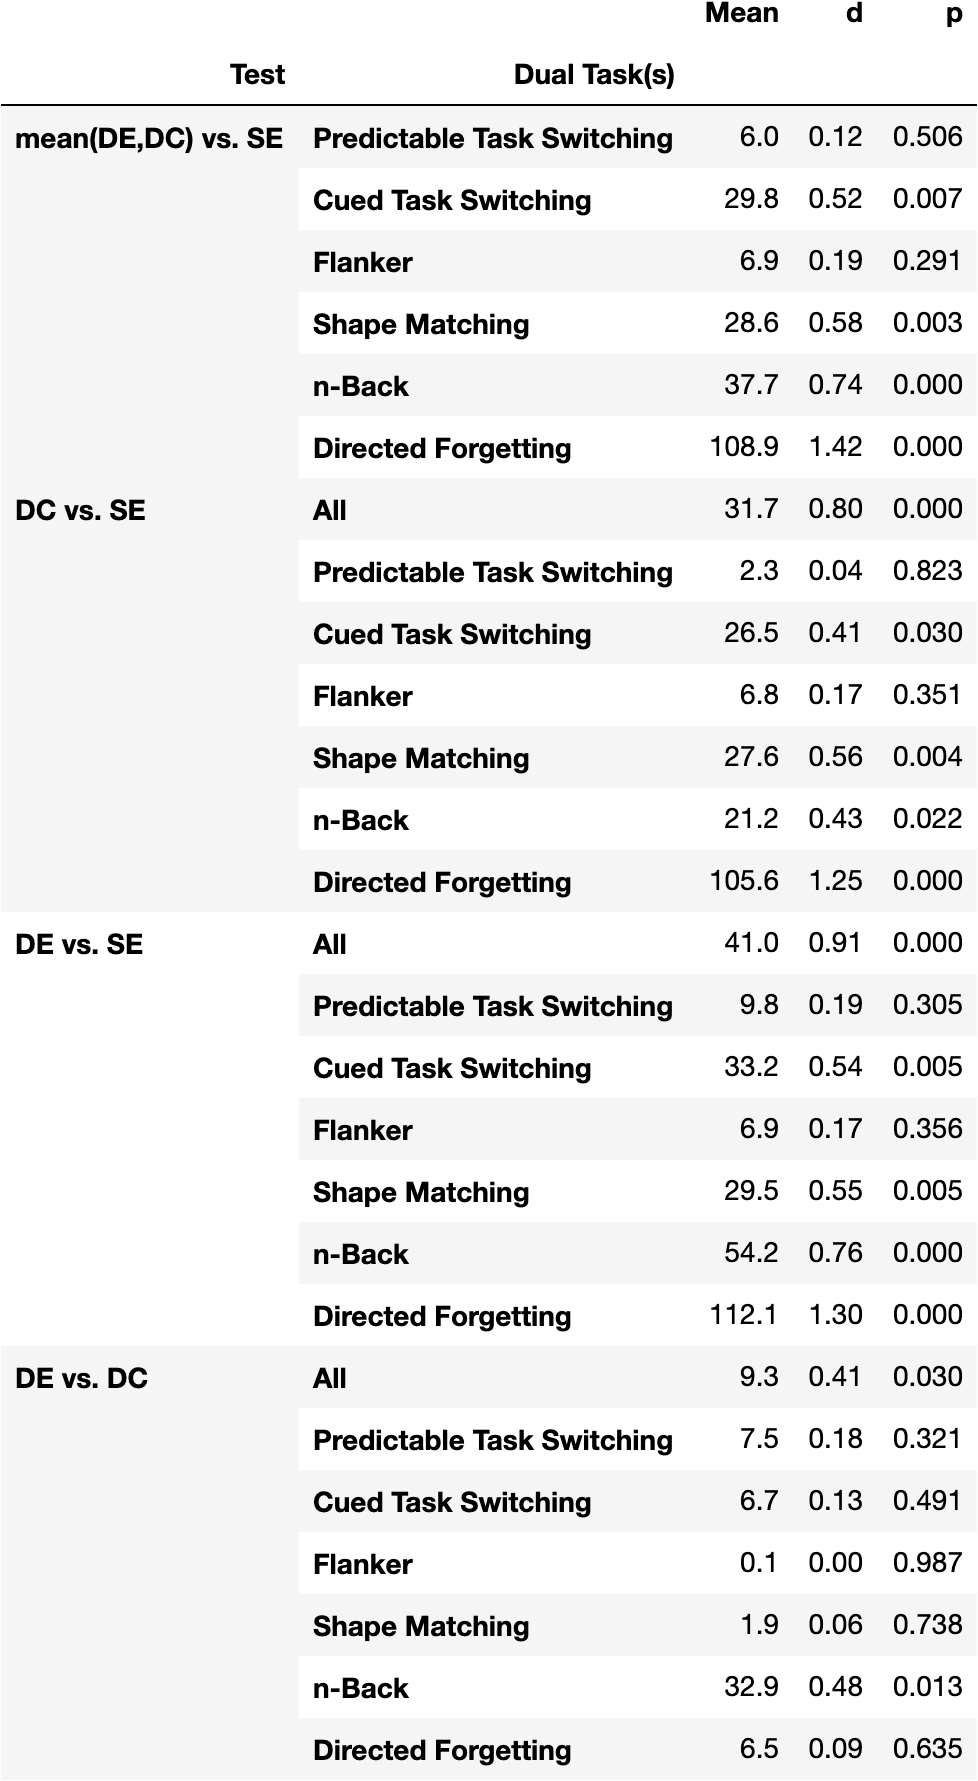 Mean d p
Test Dual Task(s)
mean(DE,DC) vs. SE Predictable Task Switching 6.0 0.12 0.506
Cued Task Switching 29.8 0.52 0.007
Flanker 6.9 0.19 0.291
Shape Matching 28.6 0.58 0.003
n-Back 37.7 0.74 0.000
Directed Forgetting 108.9 1.42 0.000
DC vs. SE All 31.7 0.80 0.000
Predictable Task Switching 2.3 0.04 0.823
Cued Task Switching 26.5 0.41 0.030
Flanker 6.8 0.17 0.351
Shape Matching 27.6 0.56 0.004
n-Back 21.2 0.43 0.022
Directed Forgetting 105.6 1.25 0.000
DE vs. SE All 41.0 0.91 0.000
Predictable Task Switching 9.8 0.19 0.305
Cued Task Switching 33.2 0.54 0.005
Flanker 6.9 0.17 0.356
Shape Matching 29.5 0.55 0.005
n-Back 54.2 0.76 0.000
Directed Forgetting 112.1 1.30 0.000
DE vs. DC All 9.3 0.41 0.030
Predictable Task Switching 7.5 0.18 0.321
Cued Task Switching 6.7 0.13 0.491
Flanker 0.1 0.00 0.987
Shape Matching 1.9 0.06 0.738
n-Back 32.9 0.48 0.013
Directed Forgetting 6.5 0.09 0.635